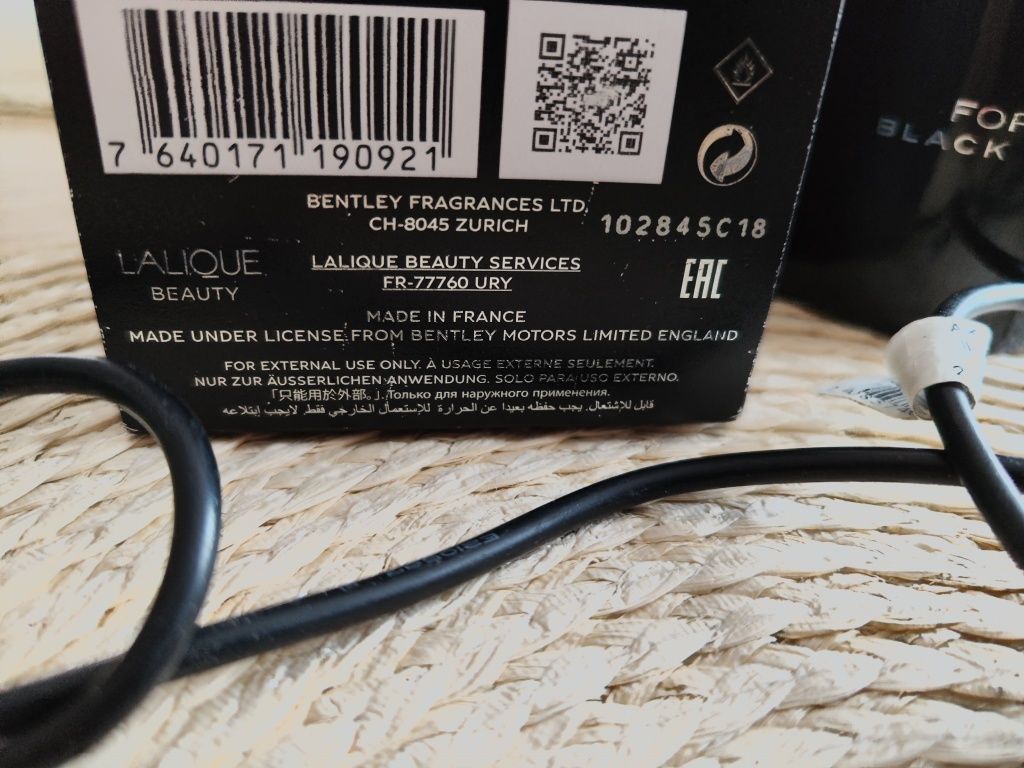 7 640171 190921
BENTLEY FRAGRANCES LTD.
CH-8045 ZURICH
102845C18
LALIQUE
BEAUTY
LALIQUE BEAUTY SERVICES
FR-77760 URY
EAC
MADE IN FRANCE
MADE UNDER LICENSE FROM BENTLEY MOTORS LIMITED ENGLAND
FOR EXTERNAL USE ONLY. À USAGE EXTERNE SEULEMENT.
NUR ZUR ÄUSSERLICHEN ANWENDUNG. SOLO PARA USO EXTERNO.
「只能用於外部。」Только для наружного применения.
قابل للاشتعال. يجب حفظه بعيدا عن الحرارة للاستعمال الخارجي فقط. لايجب ابتلاعه
BLACK